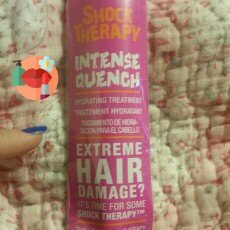 SHOCK
THERAPY
INTENSE
QUENCH
HYDRATING TREATMENT
TRAITEMENT HYDRATANT
TRATAMIENTO DE HIDRA-
TACIÓN PARA EL CABELLO
EXTREME
HAIR
DAMAGE?
IT'S TIME FOR SOME
SHOCK THERAPY™